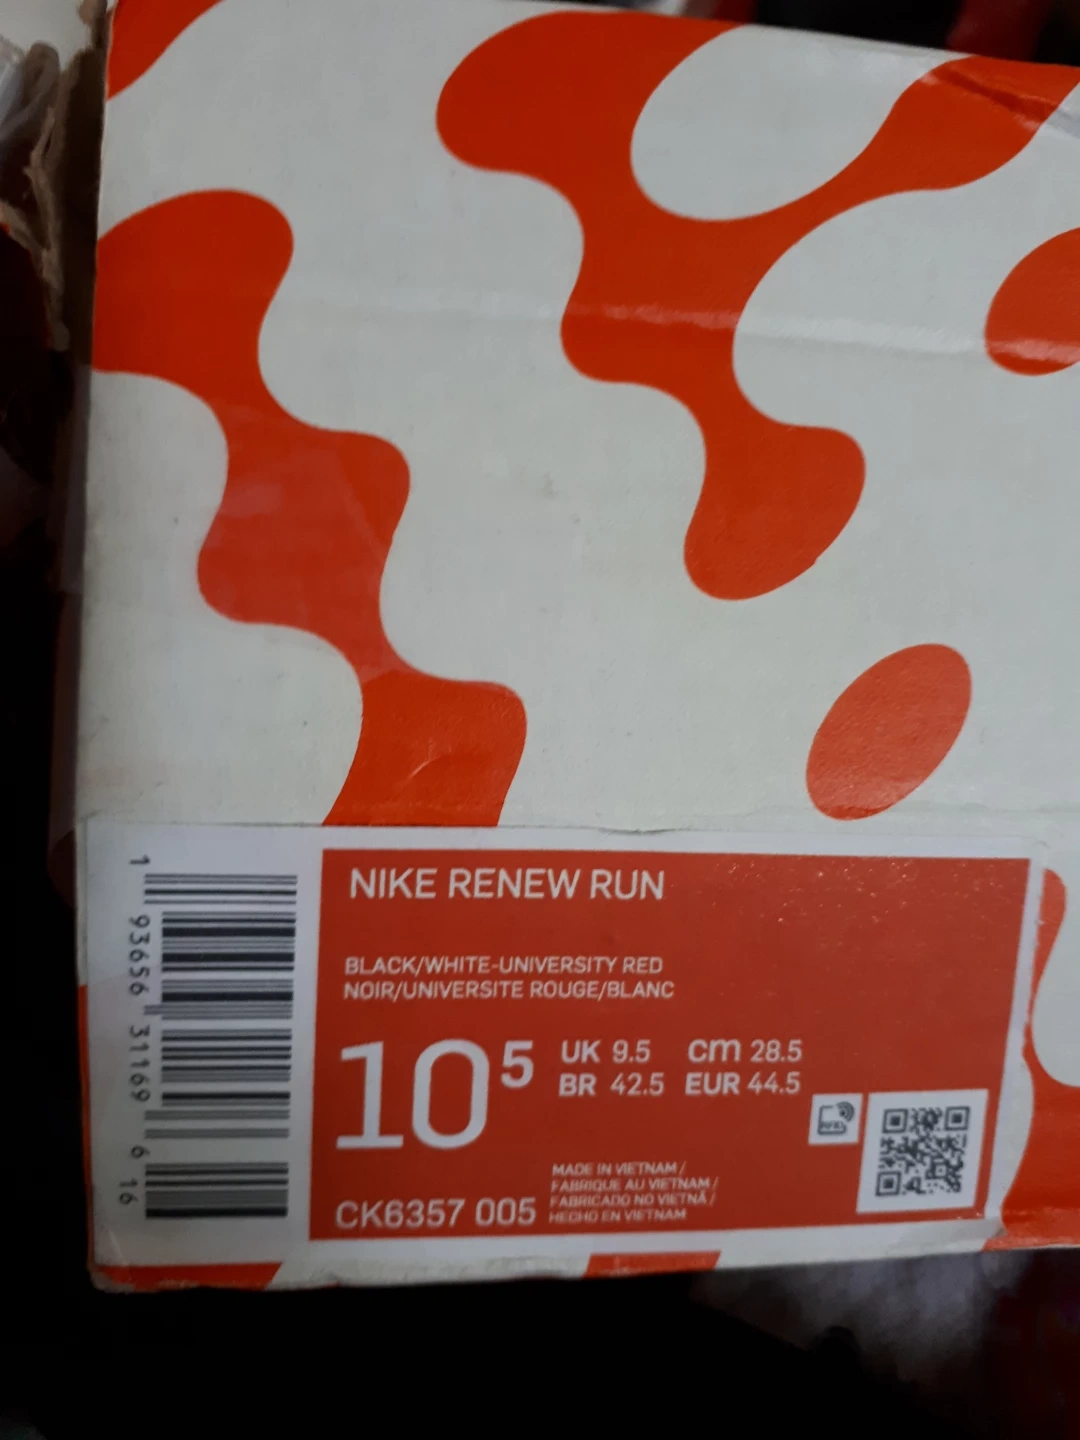 NIKE RENEW RUN
BLACK/WHITE-UNIVERSITY RED
NOIR/UNIVERSITE ROUGE/BLANC
10 5
UK 9.5 cm 28.5
BR 42.5 EUR 44.5
MADE IN VIETNAM /
FABRIQUE AU VIETNAM /
FABRICADO NO VIETNÃ /
HECHO EN VIETNAM
CK6357 005
1 93656 31169 6 16